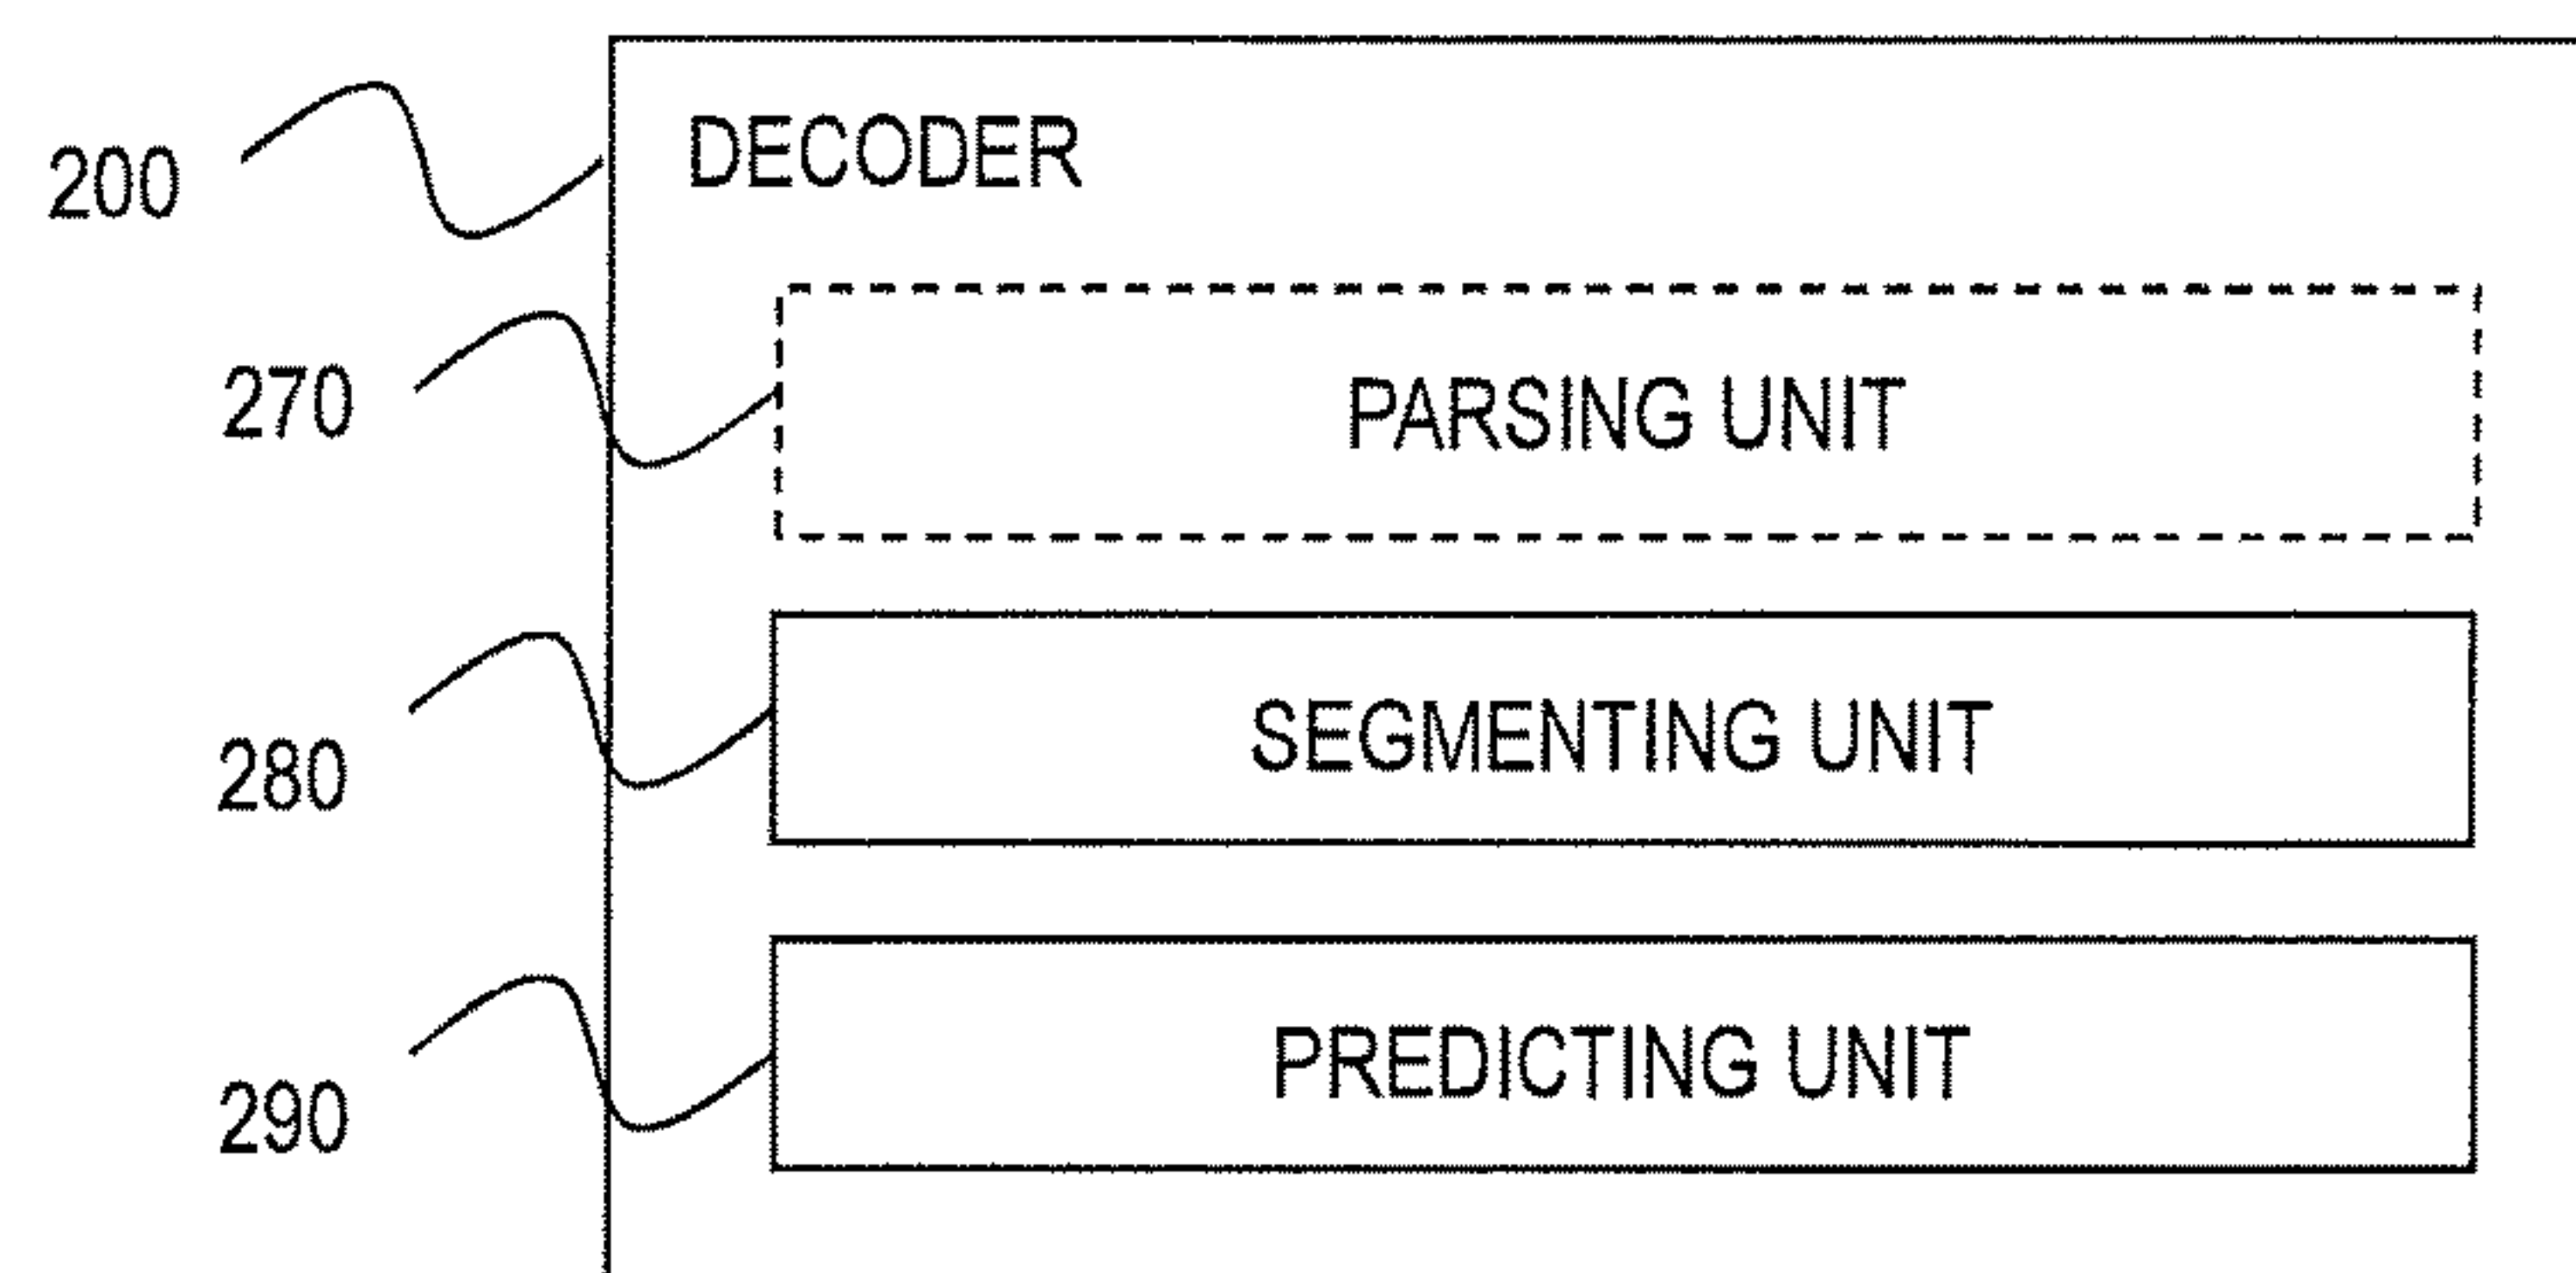 200 DECODER
270 PARSING UNIT
280 SEGMENTING UNIT
290 PREDICTING UNIT